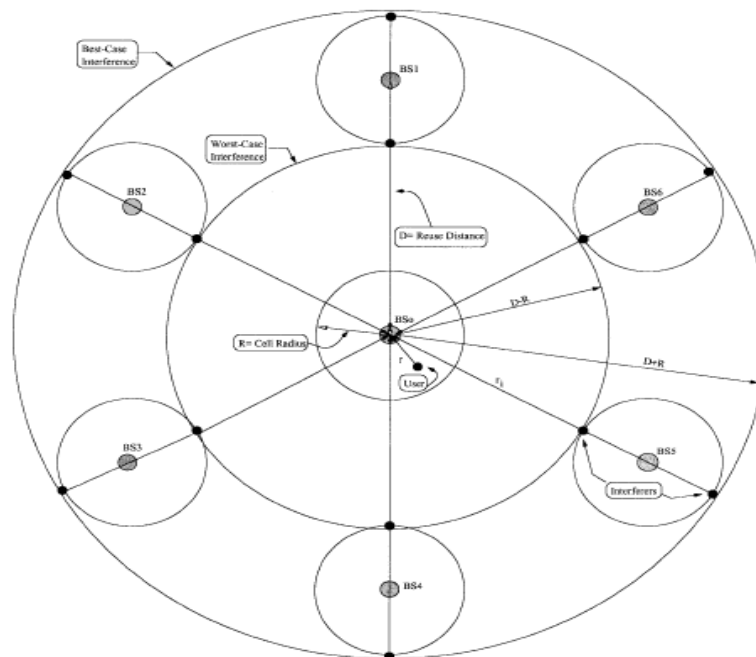 BS1
Best-Case
Interference
Worst-Case
Interference
BS2
BS6
D= Reuse Distance
BSo
D-R
R= Cell Radius
r
User
D+R
r_i
BS3
BS5
Interferers
BS4